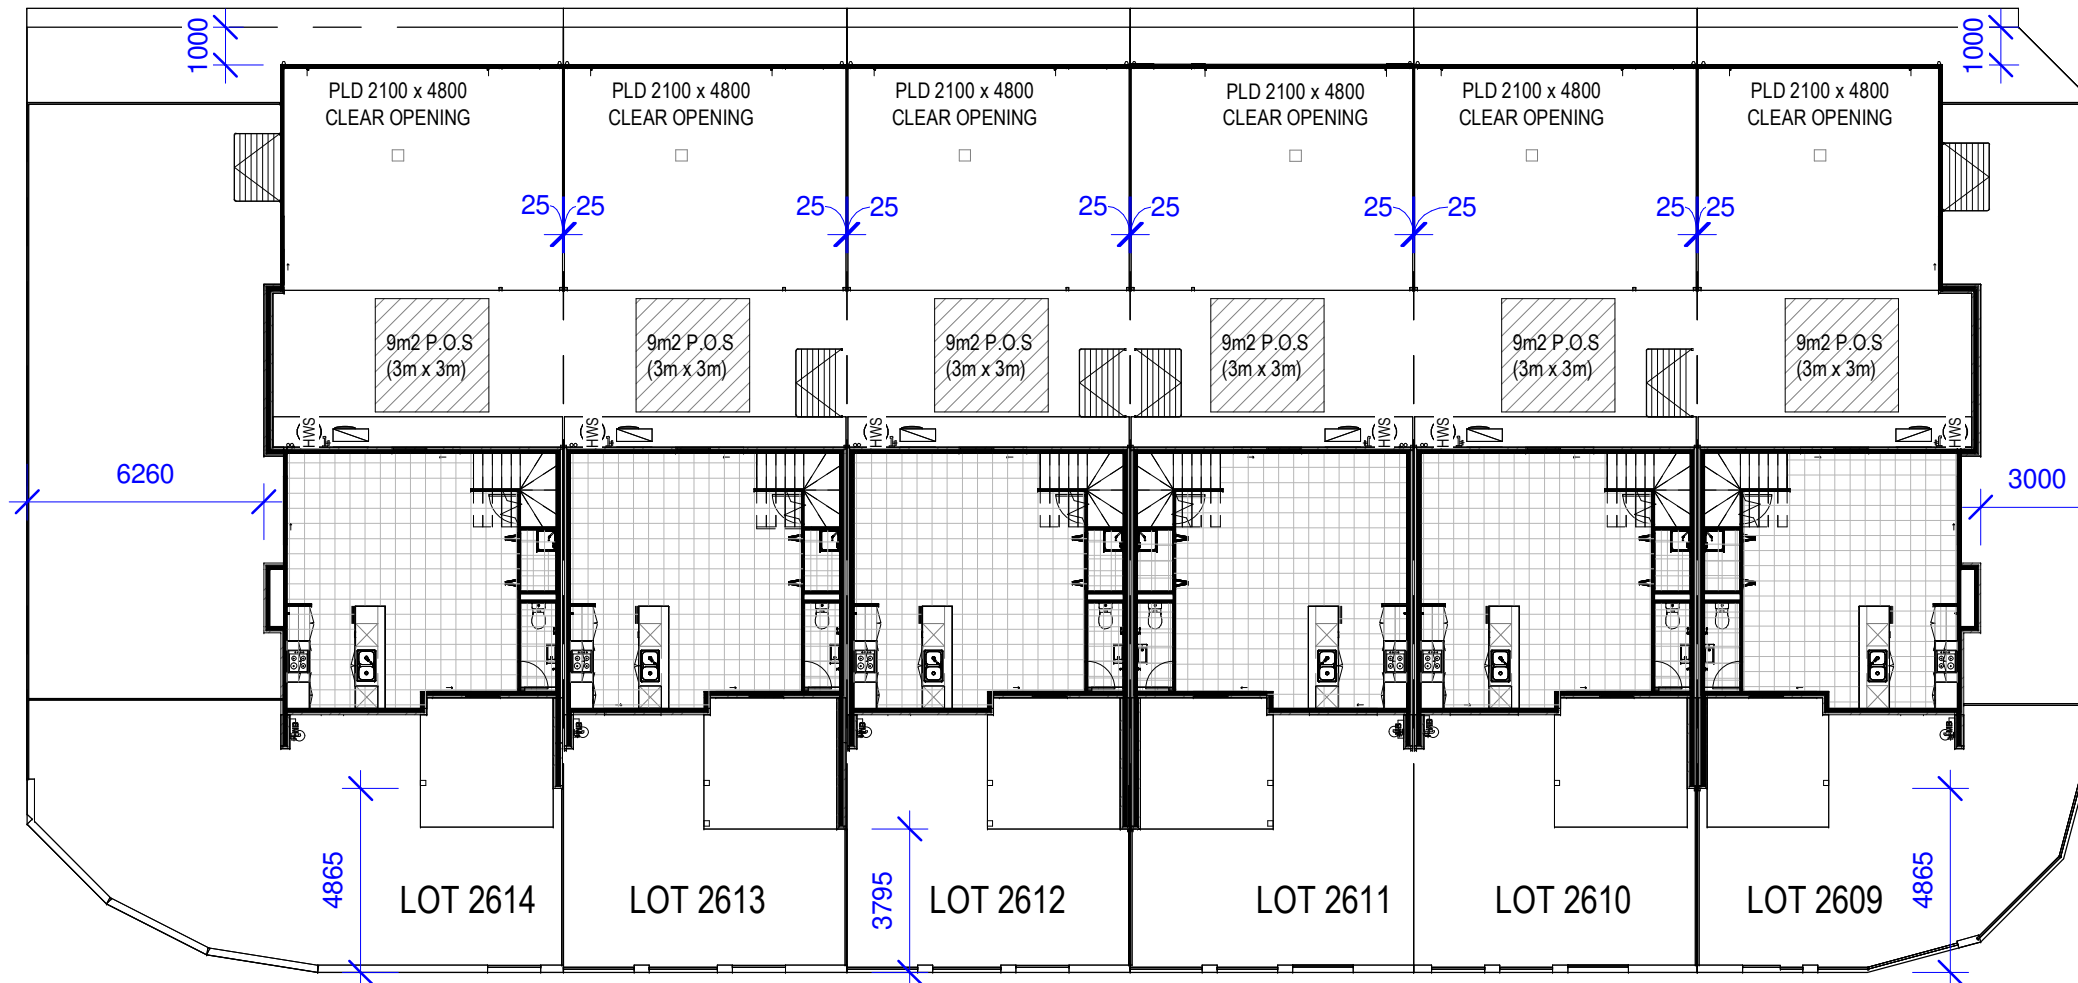 1000
1000
PLD 2100 x 4800
CLEAR OPENING
PLD 2100 x 4800
CLEAR OPENING
PLD 2100 x 4800
CLEAR OPENING
PLD 2100 x 4800
CLEAR OPENING
PLD 2100 x 4800
CLEAR OPENING
PLD 2100 x 4800
CLEAR OPENING
25 25
25 25
25 25
25 25
25 25
9m2 P.O.S
(3m x 3m)
9m2 P.O.S
(3m x 3m)
9m2 P.O.S
(3m x 3m)
9m2 P.O.S
(3m x 3m)
9m2 P.O.S
(3m x 3m)
9m2 P.O.S
(3m x 3m)
HWS
HWS
HWS
HWS
HWS
HWS
6260
3000
4865
3795
4865
LOT 2614
LOT 2613
LOT 2612
LOT 2611
LOT 2610
LOT 2609